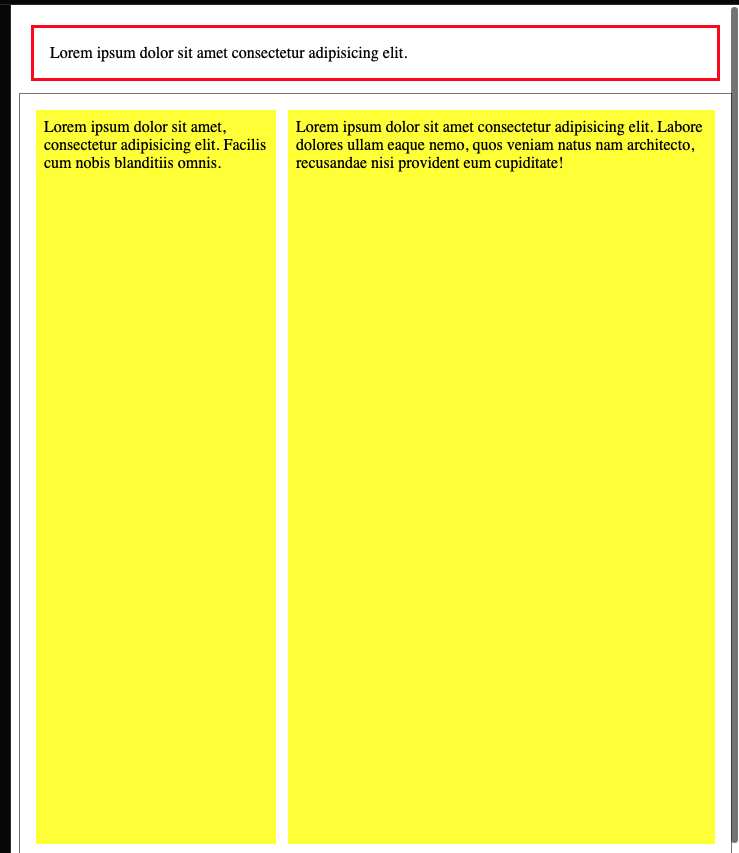 Lorem ipsum dolor sit amet consectetur adipisicing elit.
Lorem ipsum dolor sit amet,
consectetur adipisicing elit. Facilis
cum nobis blanditiis omnis.
Lorem ipsum dolor sit amet consectetur adipisicing elit. Labore
dolores ullam eaque nemo, quos veniam natus nam architecto,
recusandae nisi provident eum cupiditate!